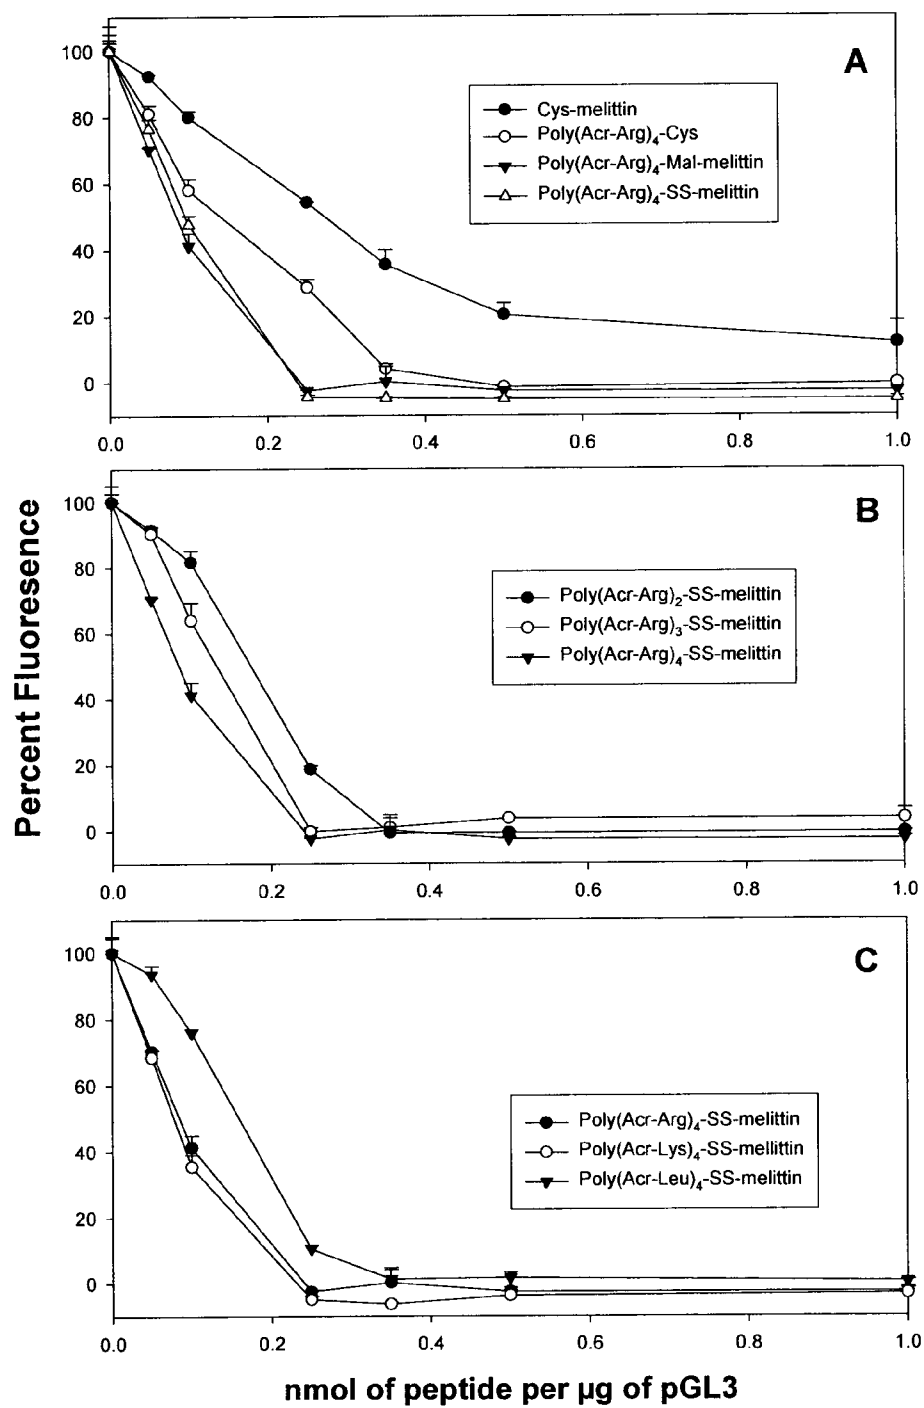 A
Cys-melittin
Poly(Acr-Arg)4-Cys
Poly(Acr-Arg)4-Mal-melittin
Poly(Acr-Arg)4-SS-melittin
100
80
60
40
20
0
0.0 0.2 0.4 0.6 0.8 1.0
B
Poly(Acr-Arg)2-SS-melittin
Poly(Acr-Arg)3-SS-melittin
Poly(Acr-Arg)4-SS-melittin
100
80
60
40
20
0
0.0 0.2 0.4 0.6 0.8 1.0
Percent Fluoresence
C
Poly(Acr-Arg)4-SS-melittin
Poly(Acr-Lys)4-SS-mellittin
Poly(Acr-Leu)4-SS-melittin
100
80
60
40
20
0
0.0 0.2 0.4 0.6 0.8 1.0
nmol of peptide per µg of pGL3